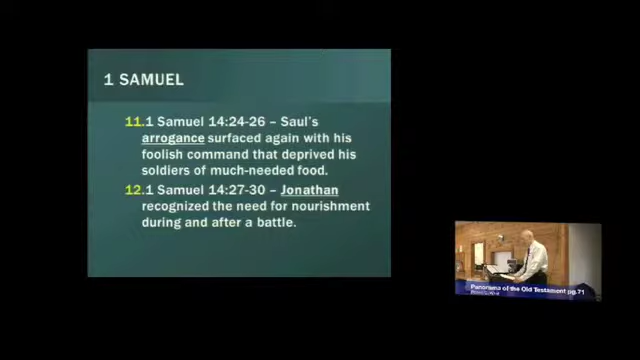 1 SAMUEL
11. 1 Samuel 14:24-26 – Saul's
arrogance surfaced again with his
foolish command that deprived his
soldiers of much-needed food.
12. 1 Samuel 14:27-30 – Jonathan
recognized the need for nourishment
during and after a battle.
Panorama of the Old Testament pg.71